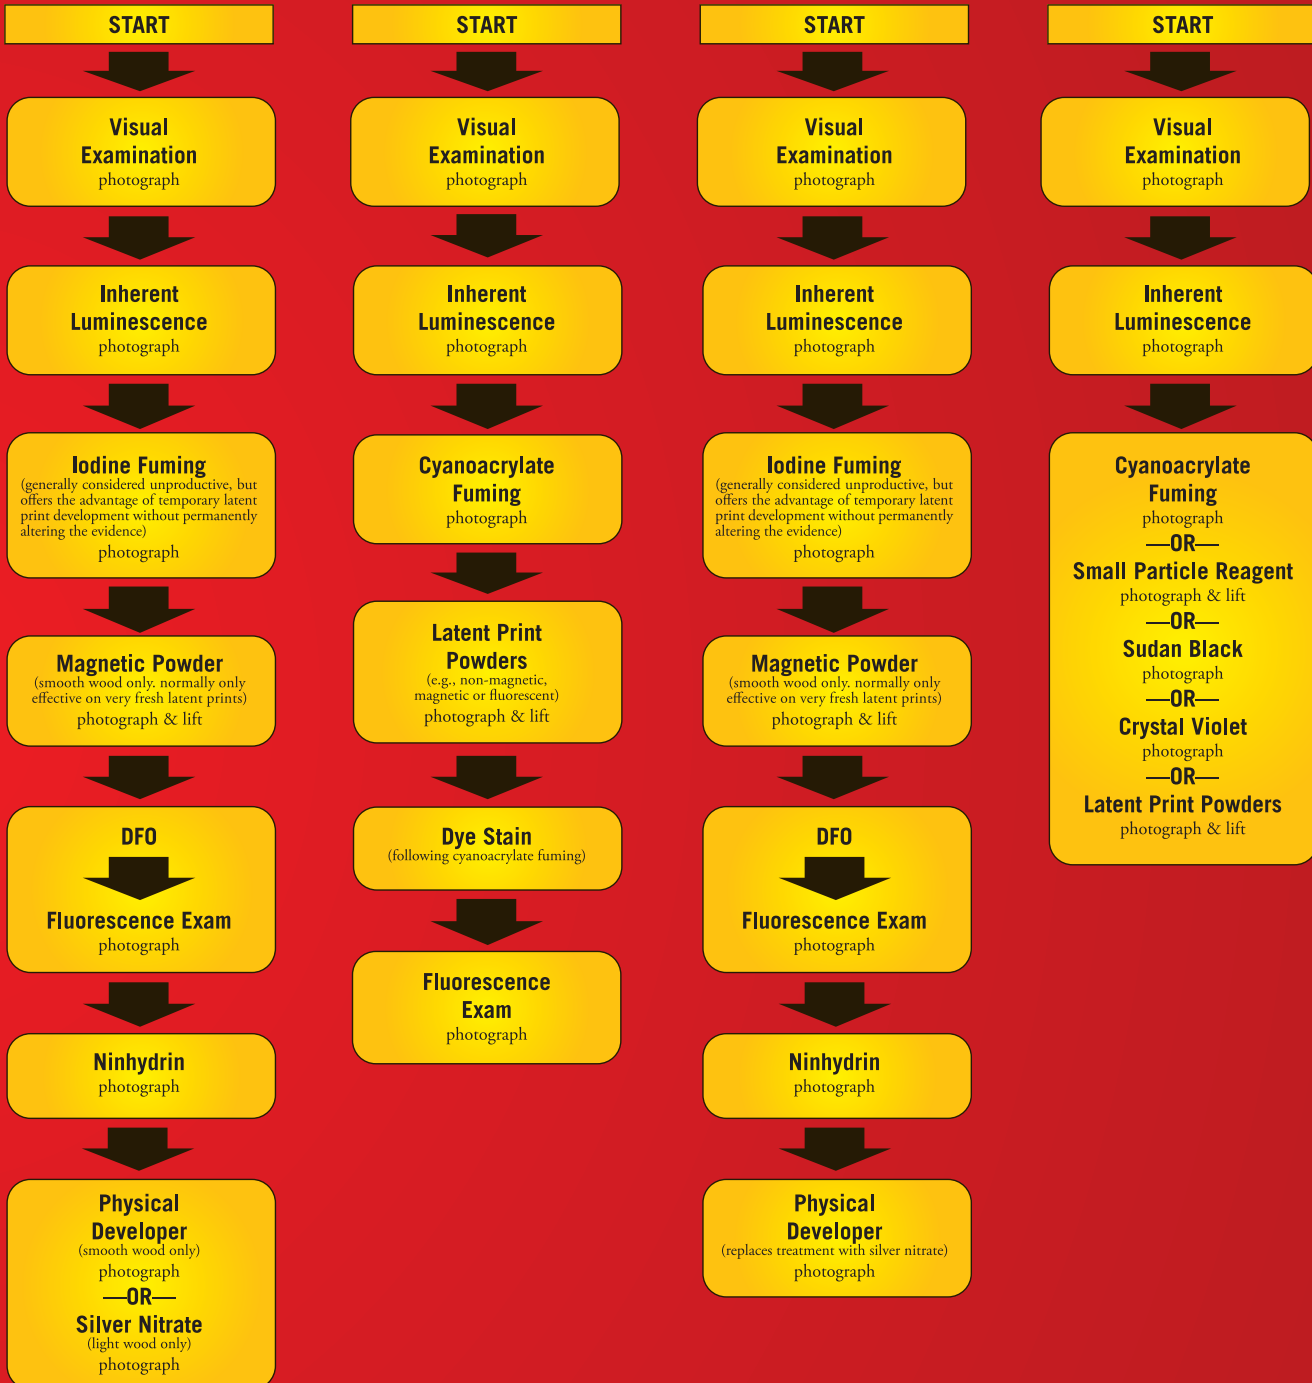 START
Visual
Examination
photograph
Inherent
Luminescence
photograph
Iodine Fuming
(generally considered unproductive, but
offers the advantage of temporary latent
print development without permanently
altering the evidence)
photograph
Magnetic Powder
(smooth wood only. normally only
effective on very fresh latent prints)
photograph & lift
DFO
Fluorescence Exam
photograph
Ninhydrin
photograph
Physical
Developer
(smooth wood only)
photograph
—OR—
Silver Nitrate
(light wood only)
photograph
START
Visual
Examination
photograph
Inherent
Luminescence
photograph
Cyanoacrylate
Fuming
photograph
Latent Print
Powders
(e.g., non-magnetic,
magnetic or fluorescent)
photograph & lift
Dye Stain
(following cyanoacrylate fuming)
Fluorescence
Exam
photograph
START
Visual
Examination
photograph
Inherent
Luminescence
photograph
Iodine Fuming
(generally considered unproductive, but
offers the advantage of temporary latent
print development without permanently
altering the evidence)
photograph
Magnetic Powder
(smooth wood only. normally only
effective on very fresh latent prints)
photograph & lift
DFO
Fluorescence Exam
photograph
Ninhydrin
photograph
Physical
Developer
(replaces treatment with silver nitrate)
photograph
START
Visual
Examination
photograph
Inherent
Luminescence
photograph
Cyanoacrylate
Fuming
photograph
—OR—
Small Particle Reagent
photograph & lift
—OR—
Sudan Black
photograph
—OR—
Crystal Violet
photograph
—OR—
Latent Print Powders
photograph & lift